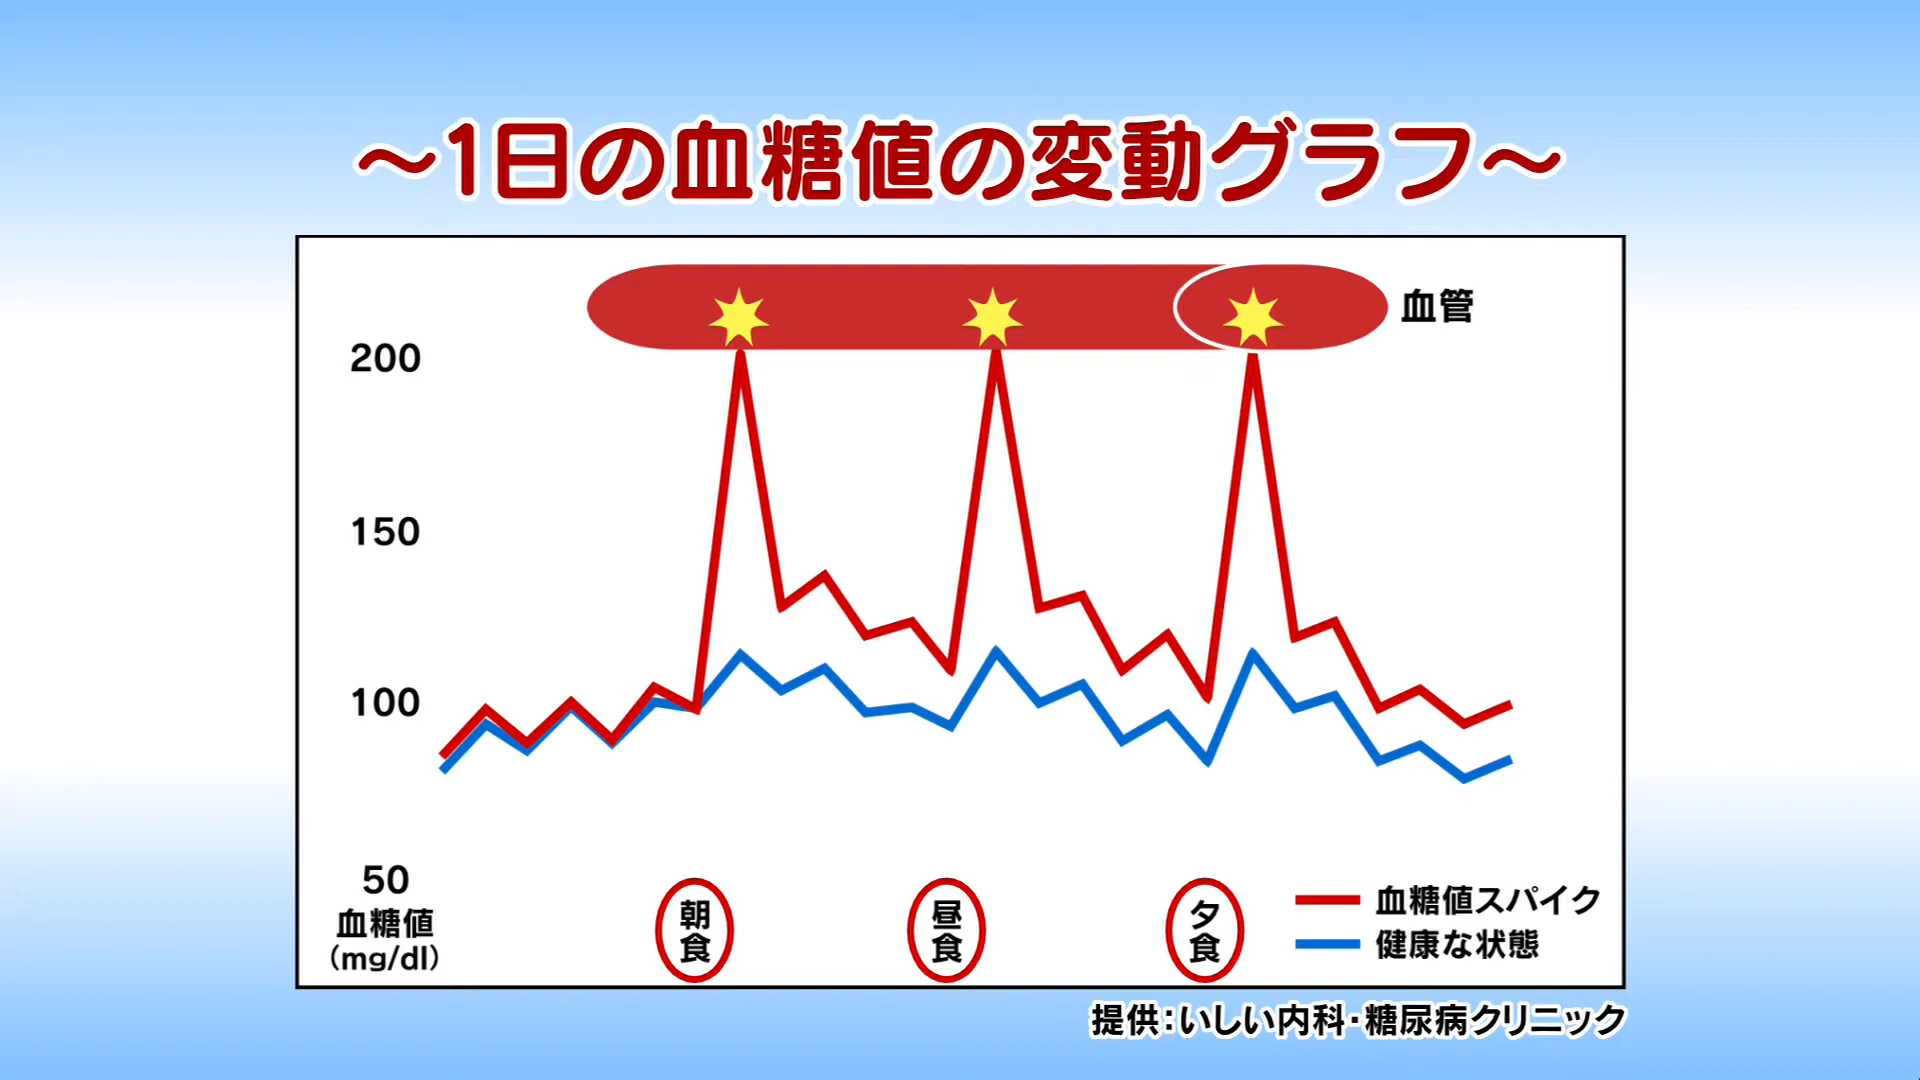 ～1日の血糖値の変動グラフ～
血管
200
150
100
50
血糖値
(mg/dl)
朝食
昼食
夕食
血糖値スパイク
健康な状態
提供:いしい内科・糖尿病クリニック